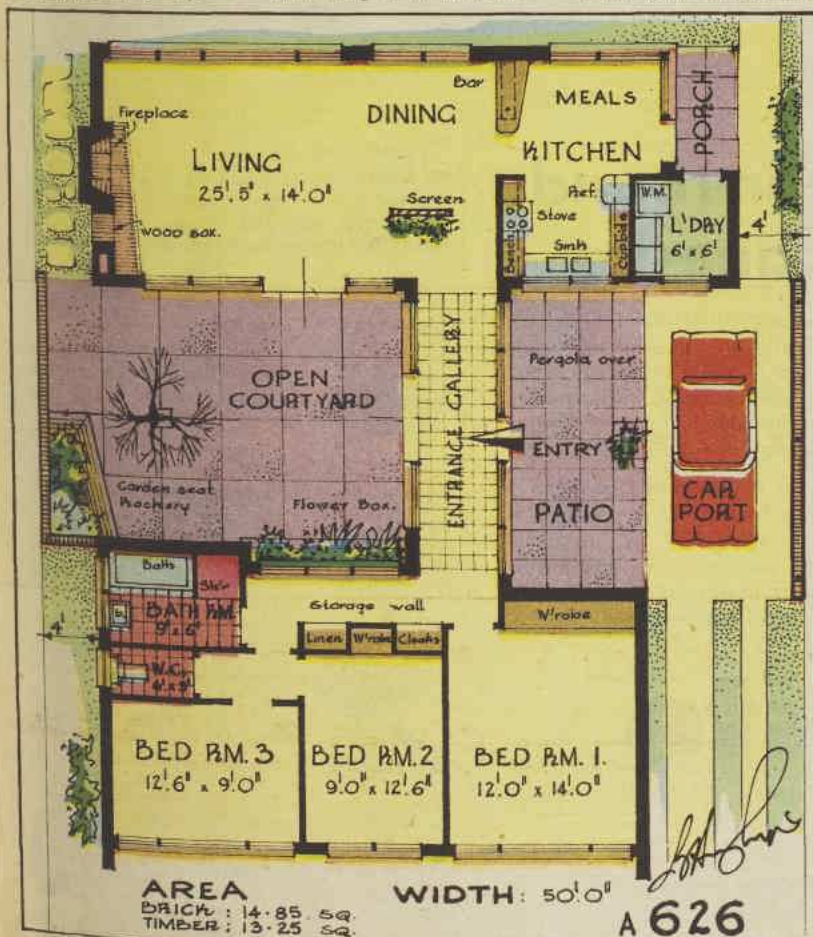 Bar
Fireplace
DINING
MEALS
PORCH
KITCHEN
LIVING
25'.5" x 14'.0"
Screen
Ref.
W.M.
Stove
L'DRY
6' x 6'
4'
WOOD BOX.
Bench
Sink
Cupb'ds
OPEN
COURTYARD
ENTRANCE GALLERY
Pergola over
ENTRY
PATIO
CAR
PORT
Garden seat
Rockery
Flower Box.
Bath
Sh'r
BATH RM.
9' x 6'
Storage wall
W'robe
4'
Linen
W'robe
Cloaks
W.C.
BED RM. 3
12'.6" x 9'.0"
BED RM. 2
9'.0" x 12'.6"
BED RM. 1.
12'.0" x 14'.0"
AREA
BRICK : 14.85. SQ.
TIMBER : 13.25 SQ.
WIDTH: 50'.0"
A 626